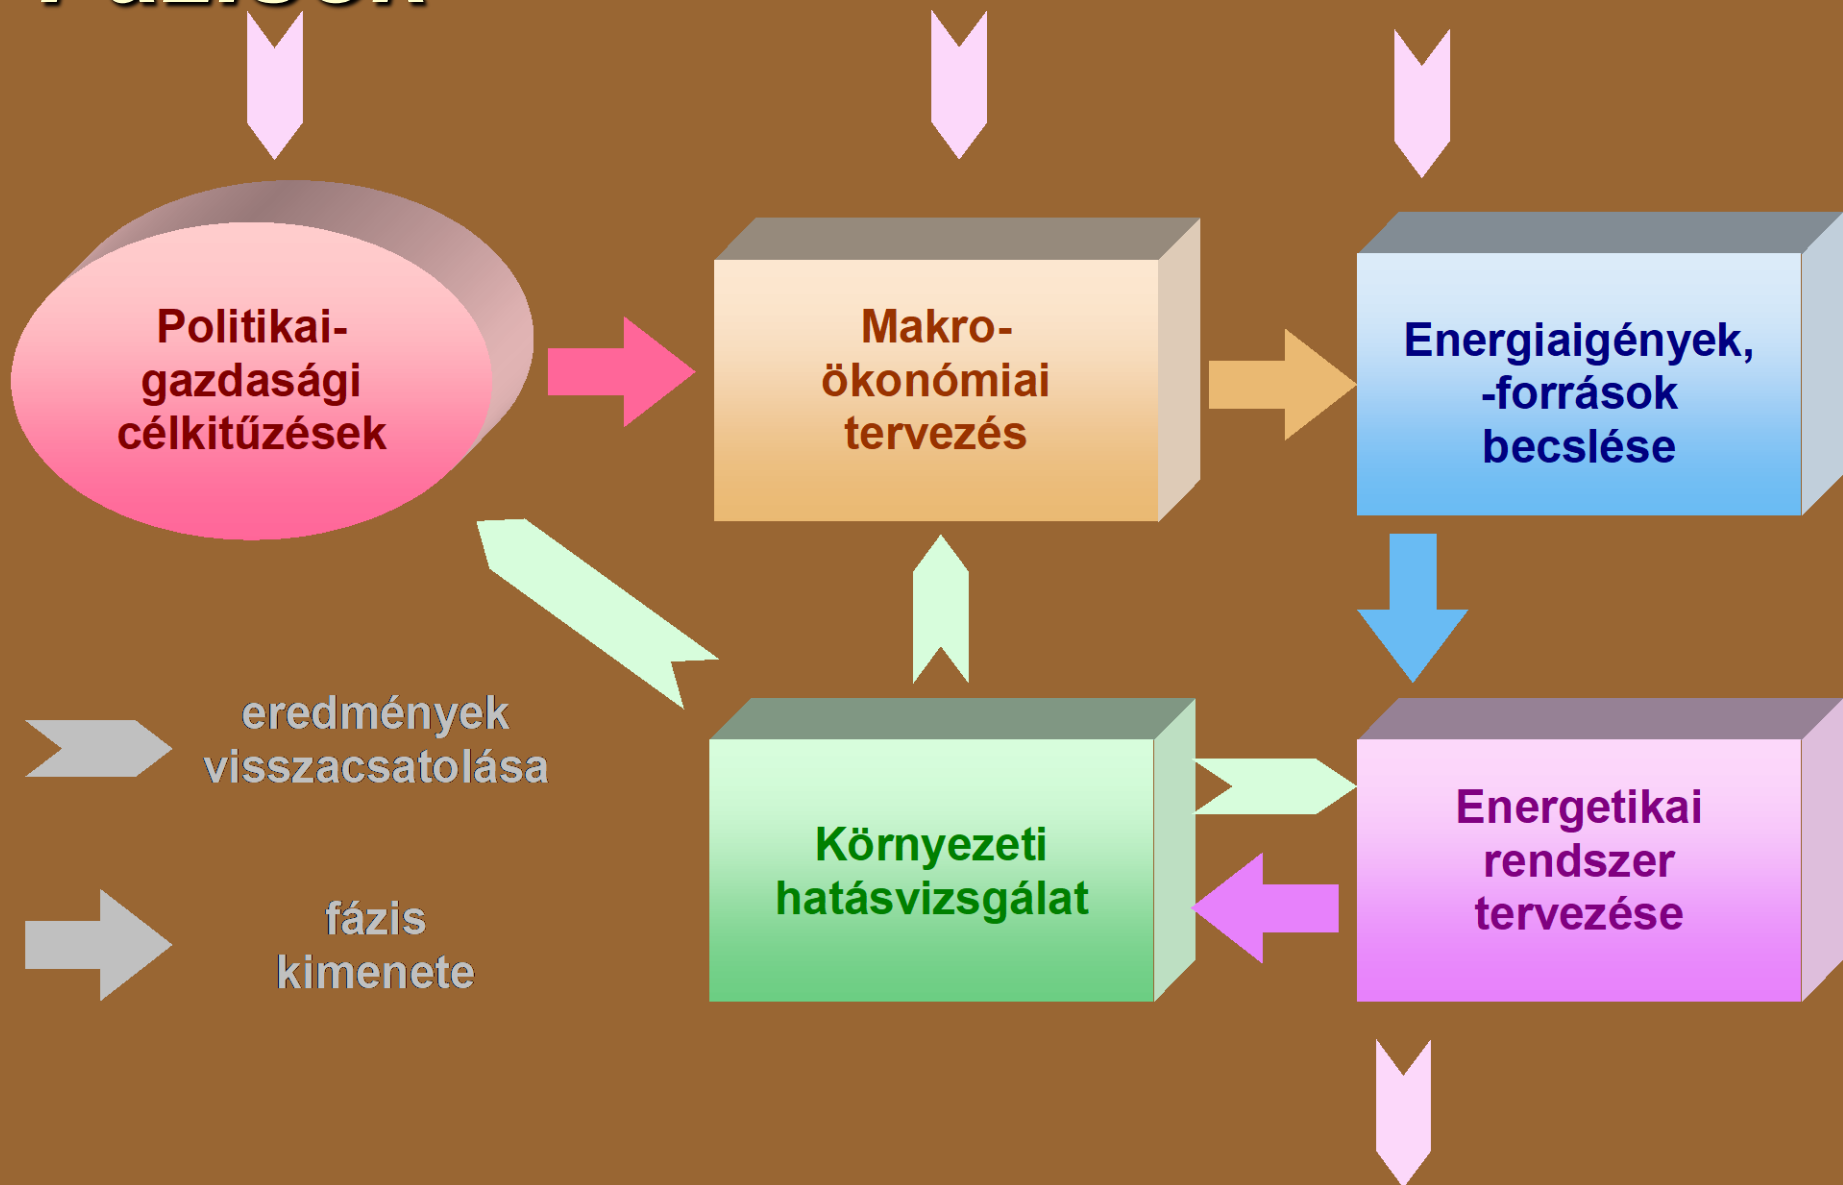 Politikai-
gazdasági
célkitűzések
Makro-
ökonómiai
tervezés
Energiaigények,
-források
becslése
eredmények
visszacsatolása
fázis
kimenete
Környezeti
hatásvizsgálat
Energetikai
rendszer
tervezése